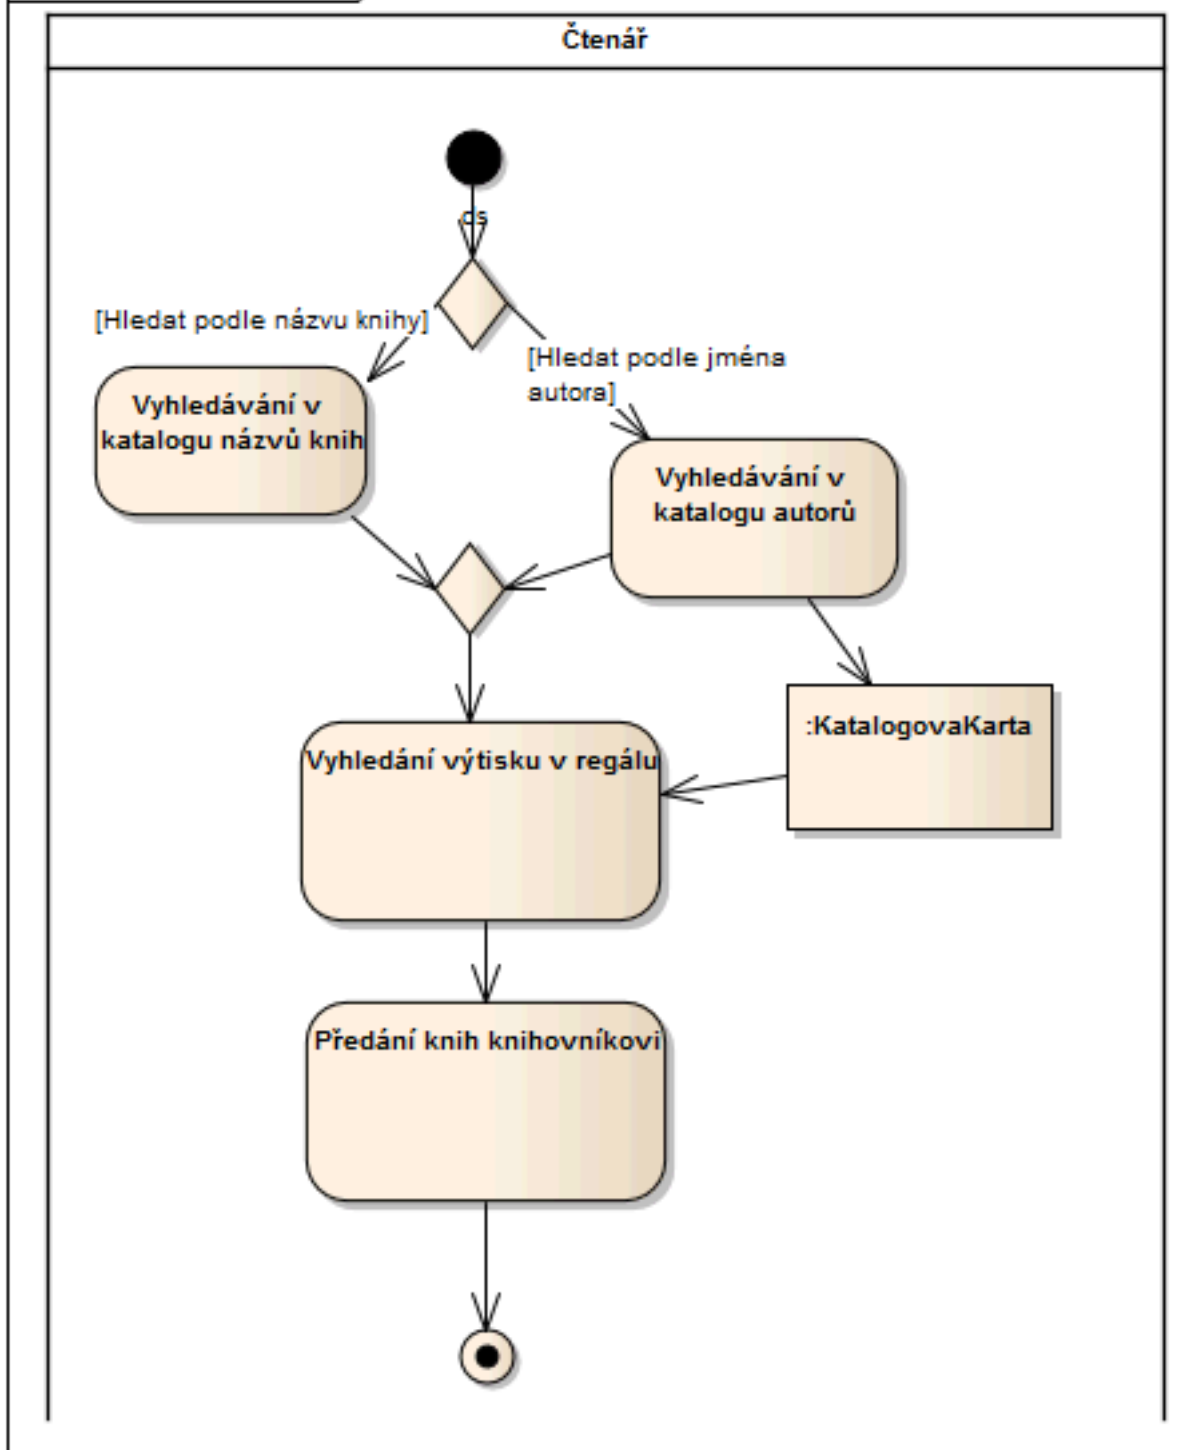 Čtenář
ds
[Hledat podle názvu knihy]
[Hledat podle jména
autora]
Vyhledávání v
katalogu názvů knih
Vyhledávání v
katalogu autorů
:KatalogovaKarta
Vyhledání výtisku v regálu
Předání knih knihovníkovi